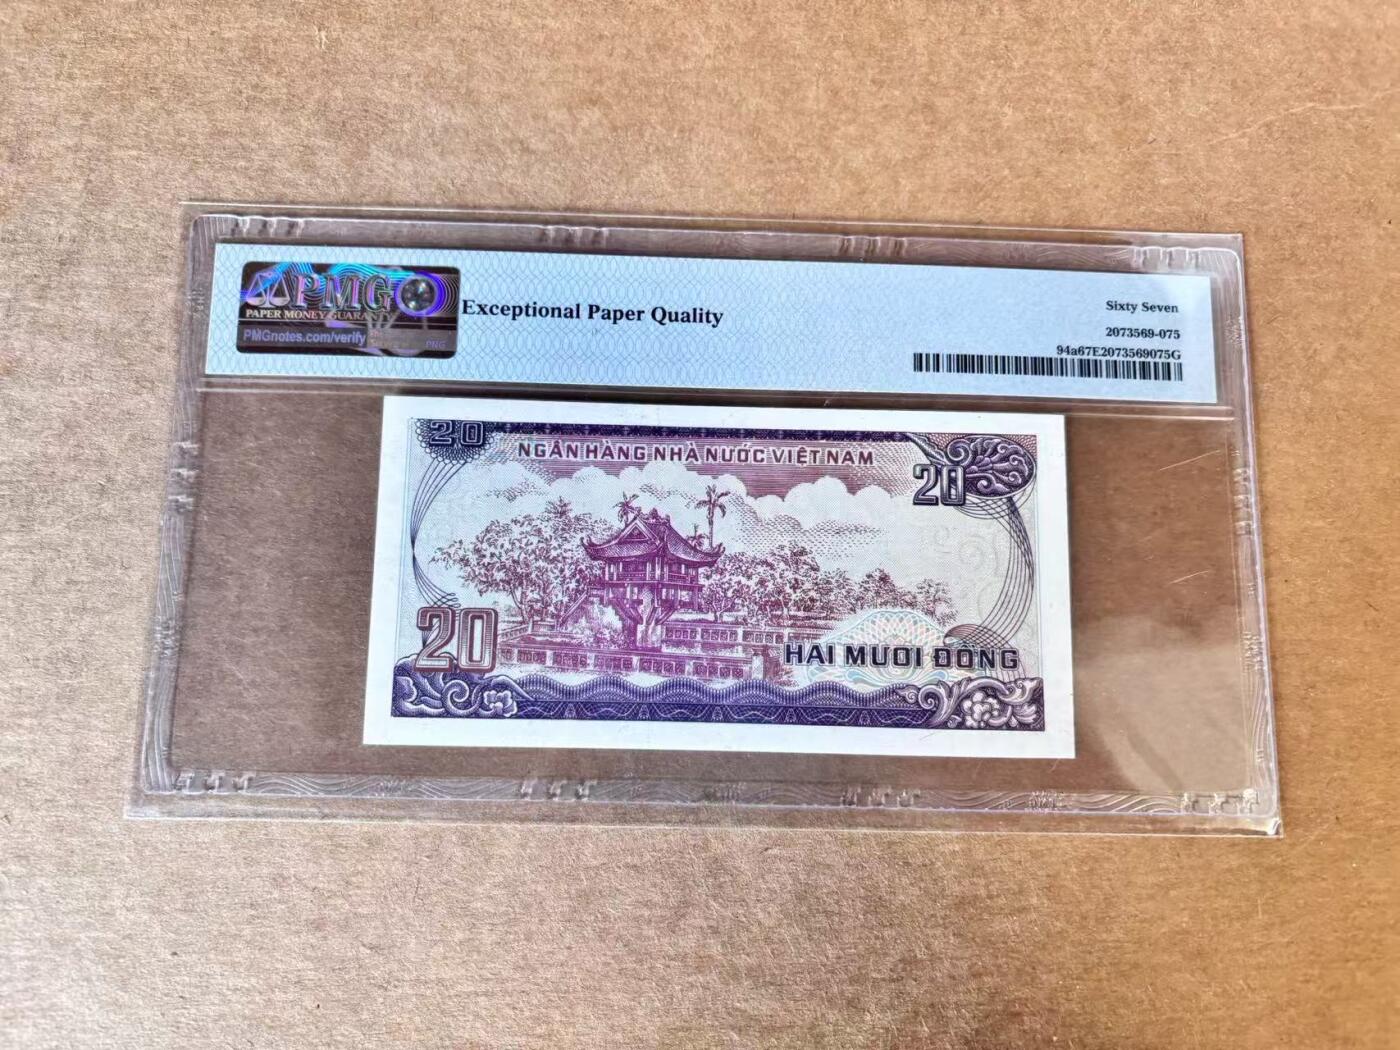 PMG
PAPER MONEY GUARANTY
PMGnotes.com/verify
PNG
Exceptional Paper Quality
Sixty Seven
2073569-075
94a67E2073569075G
20
NGÂN HÀNG NHÀ NƯỚC VIỆT NAM
20
20
HAI MƯƠI ĐỒNG